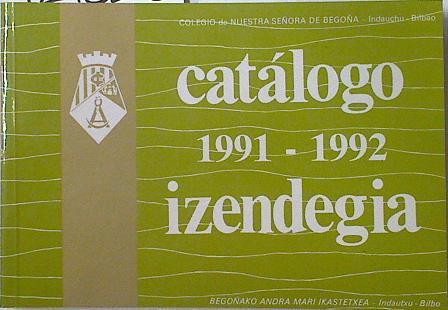 COLEGIO de NUESTRA SEÑORA DE BEGOÑA - Indauchu - Bilbao
catálogo
1991 - 1992
izendegia
BEGOÑAKO ANDRA MARI IKASTETXEA - Indautxu - Bilbo